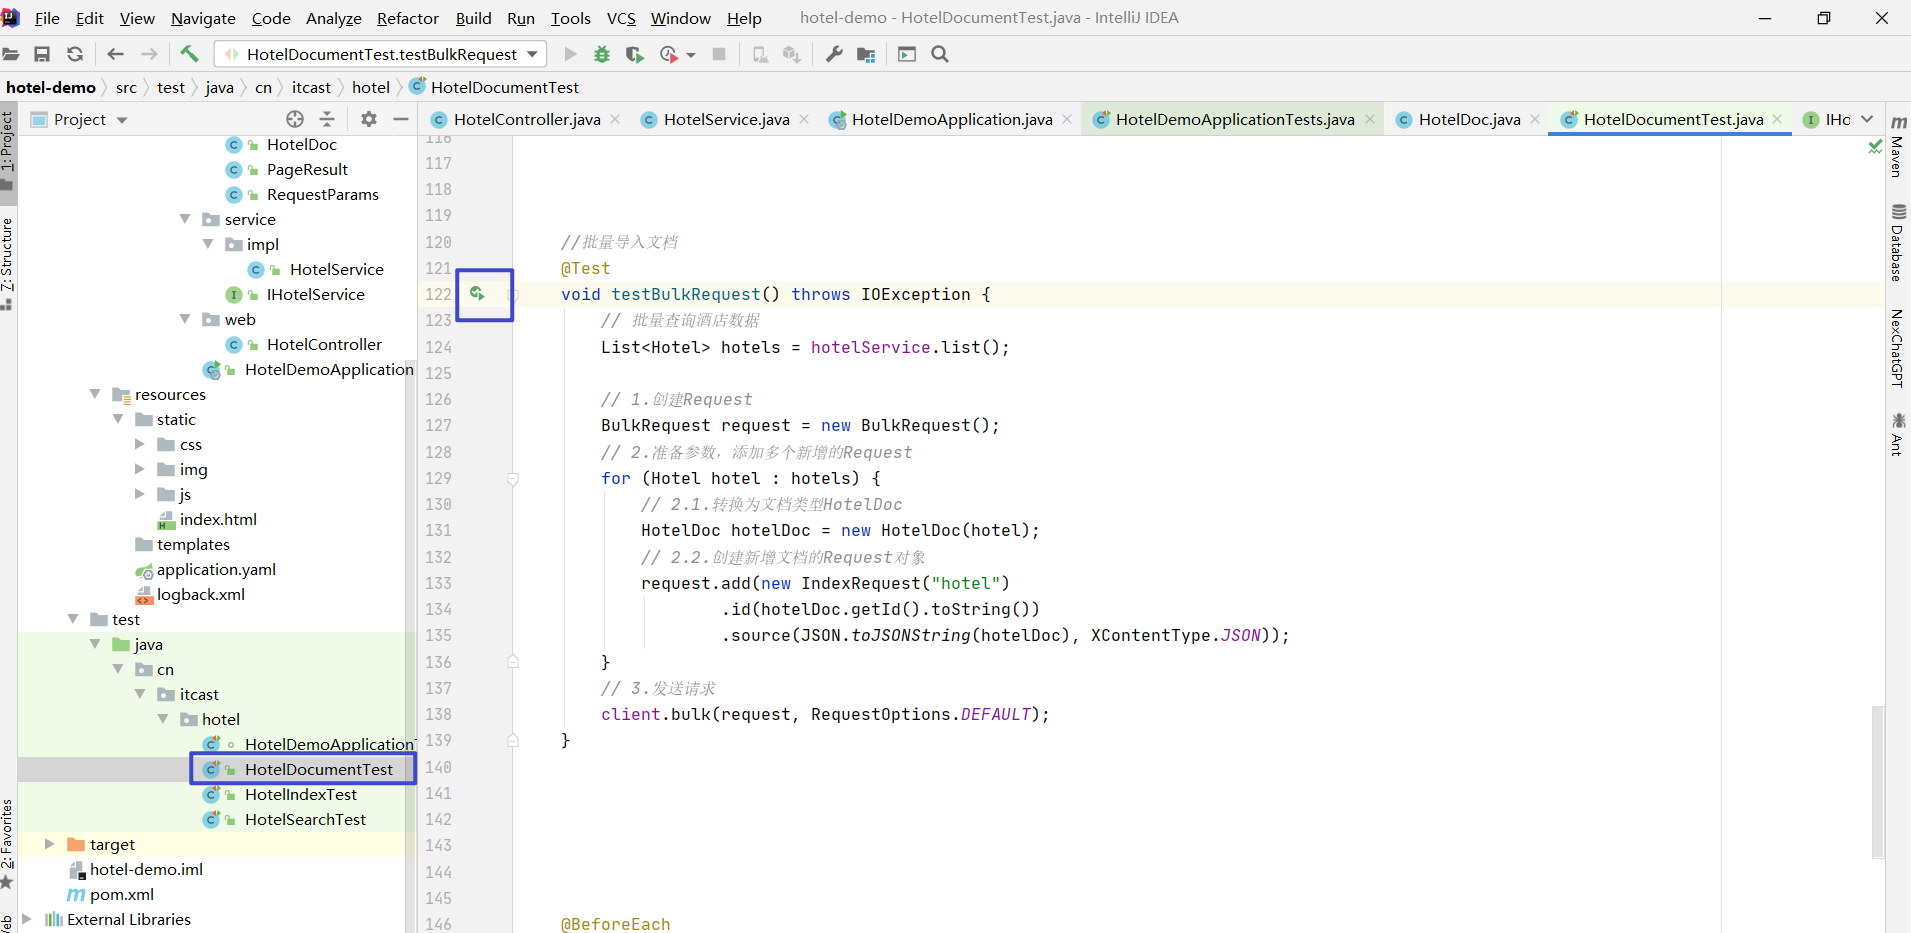 File Edit View Navigate Code Analyze Refactor Build Run Tools VCS Window Help hotel-demo - HotelDocumentTest.java - IntelliJ IDEA
HotelDocumentTest.testBulkRequest
hotel-demo src test java cn itcast hotel HotelDocumentTest
Project
HotelController.java HotelService.java HotelDemoApplication.java HotelDemoApplicationTests.java HotelDoc.java HotelDocumentTest.java IHo
1: Project
7: Structure
2: Favorites
HotelDoc
PageResult
RequestParams
service
impl
HotelService
IHotelService
web
HotelController
HotelDemoApplication
resources
static
css
img
js
index.html
templates
application.yaml
logback.xml
test
java
cn
itcast
hotel
HotelDemoApplicationT
HotelDocumentTest
HotelIndexTest
HotelSearchTest
target
hotel-demo.iml
pom.xml
External Libraries
116
117
118
119
120 //批量导入文档
121 @Test
122 void testBulkRequest() throws IOException {
123 // 批量查询酒店数据
124 List<Hotel> hotels = hotelService.list();
125
126 // 1.创建Request
127 BulkRequest request = new BulkRequest();
128 // 2.准备参数，添加多个新增的Request
129 for (Hotel hotel : hotels) {
130 // 2.1.转换为文档类型HotelDoc
131 HotelDoc hotelDoc = new HotelDoc(hotel);
132 // 2.2.创建新增文档的Request对象
133 request.add(new IndexRequest("hotel")
134 .id(hotelDoc.getId().toString())
135 .source(JSON.toJSONString(hotelDoc), XContentType.JSON));
136 }
137 // 3.发送请求
138 client.bulk(request, RequestOptions.DEFAULT);
139 }
140
141
142
143
144
145
146 @BeforeEach
Maven
Database
NexChatGPT
Ant